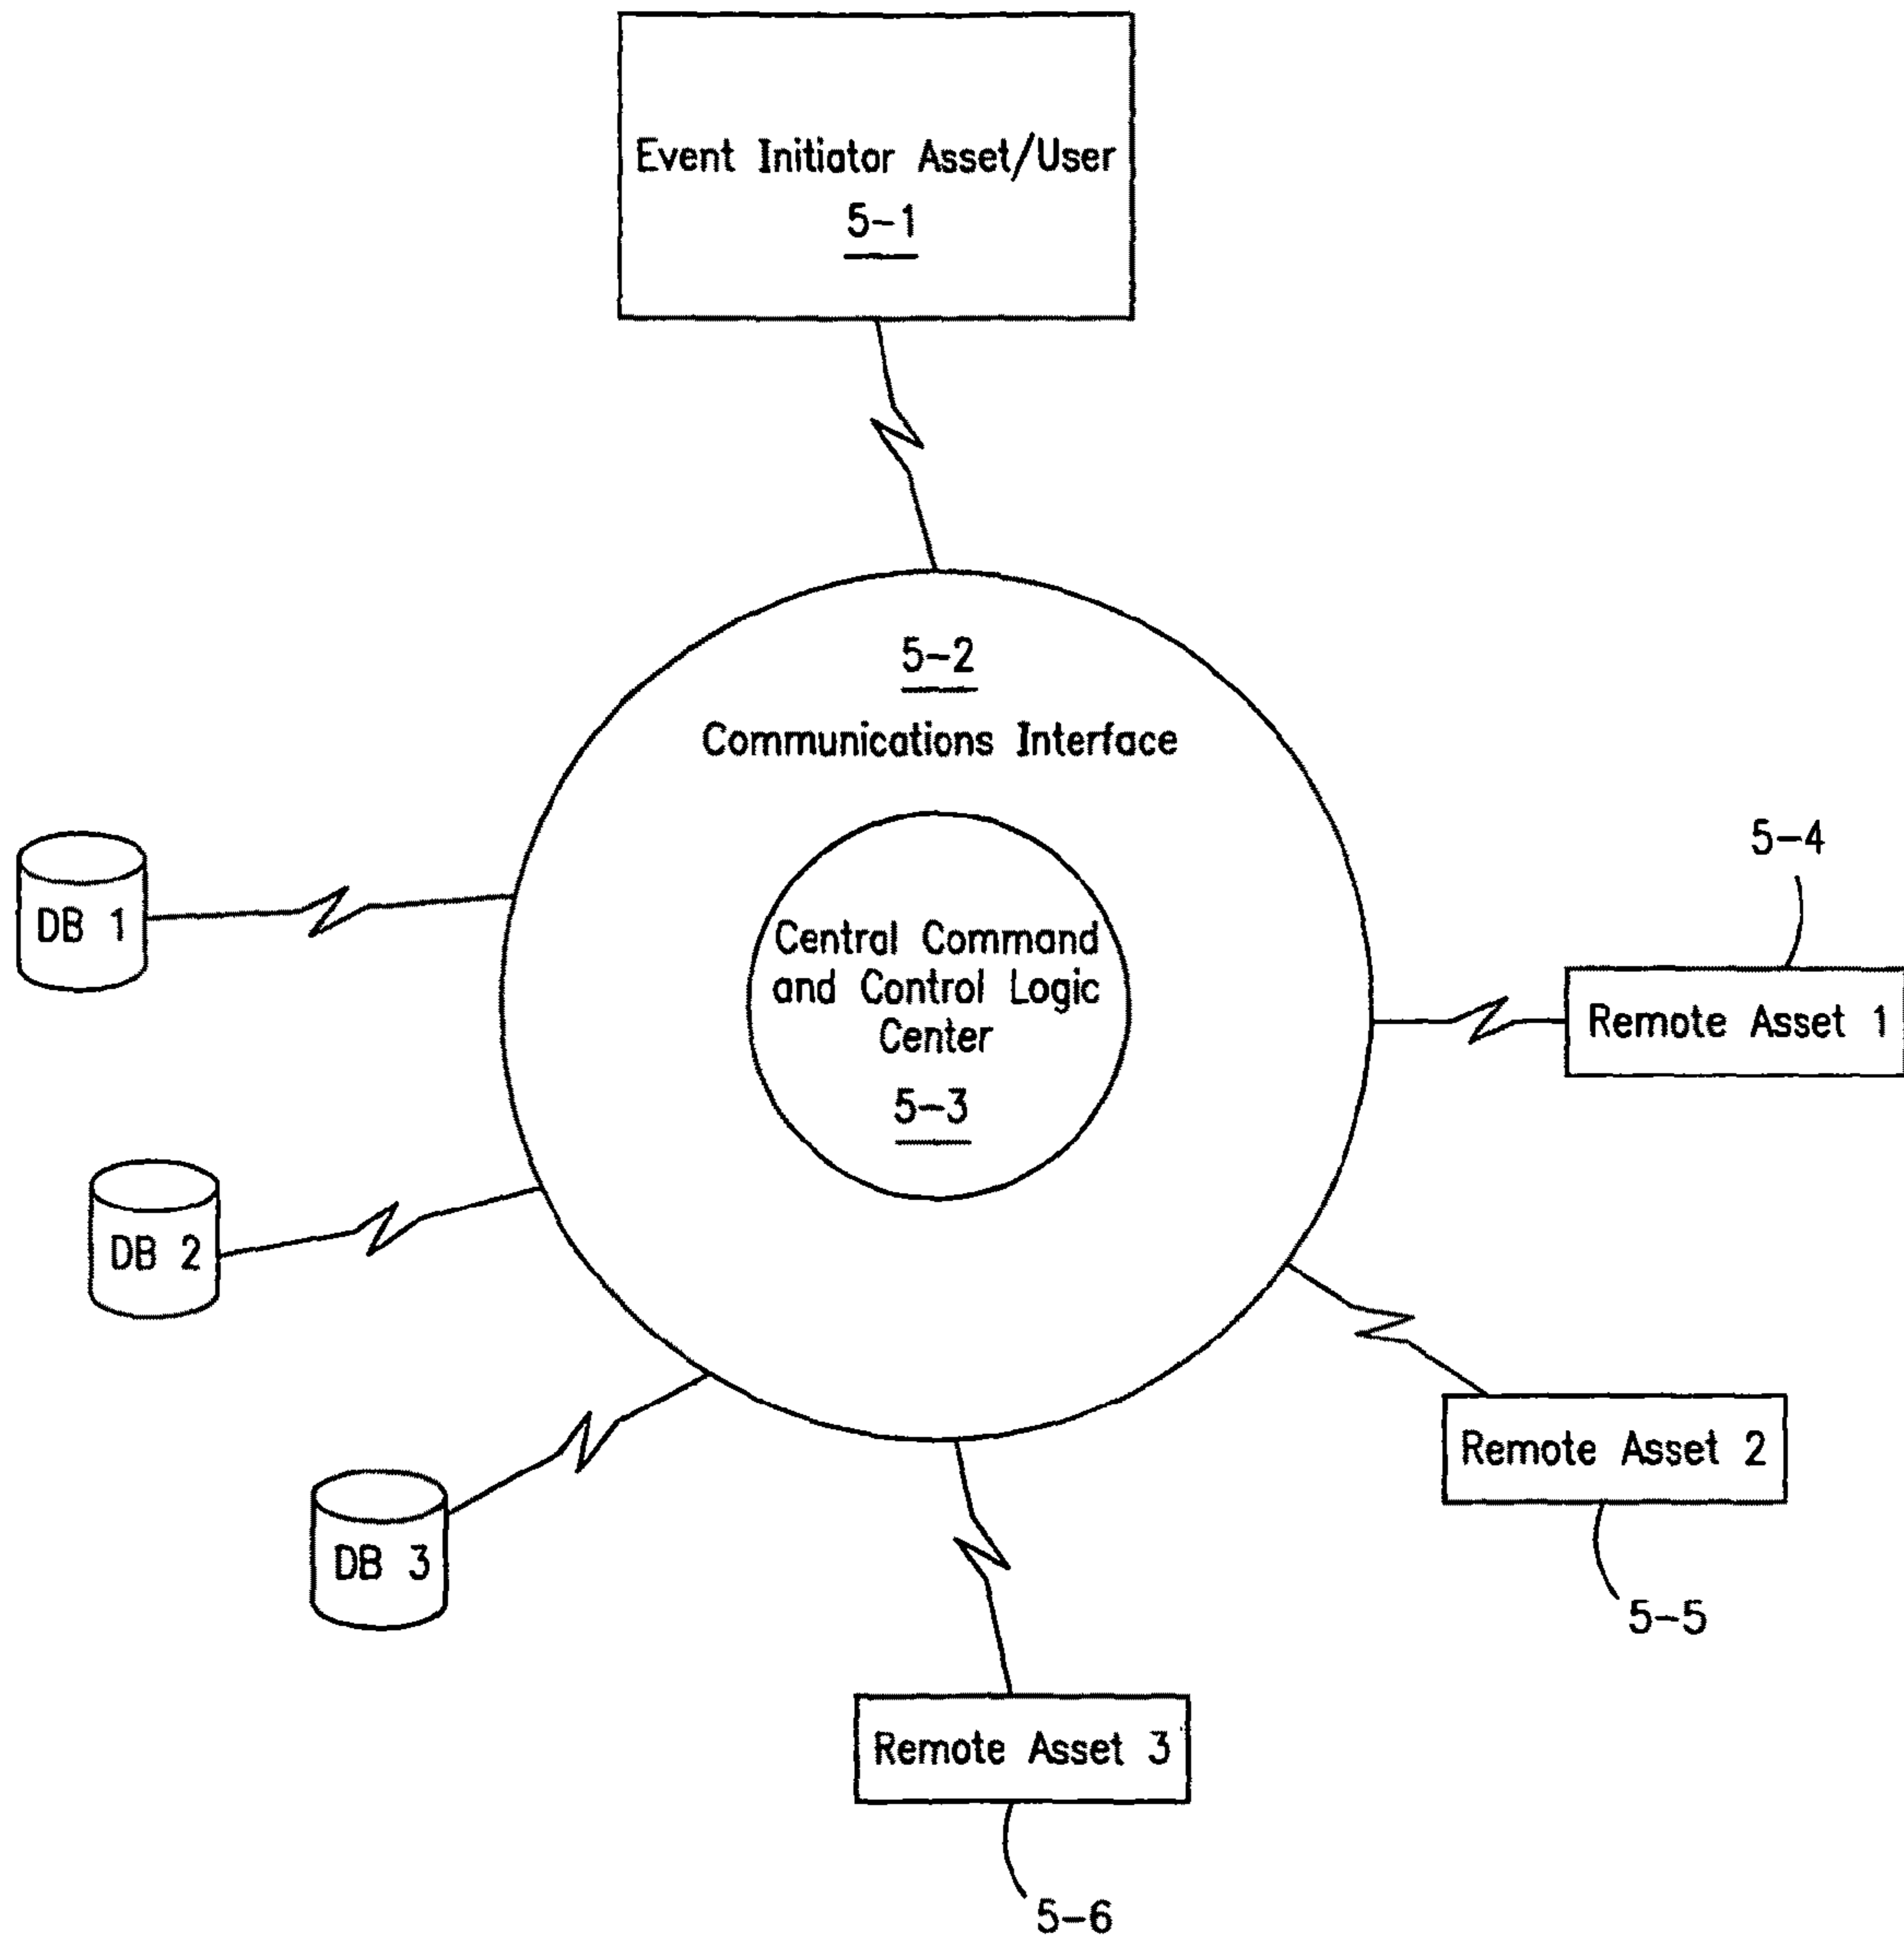 Event Initiator Asset/User
5-1
5-2
Communications Interface
Central Command
and Control Logic
Center
5-3
DB 1
DB 2
DB 3
5-4
Remote Asset 1
Remote Asset 2
5-5
Remote Asset 3
5-6